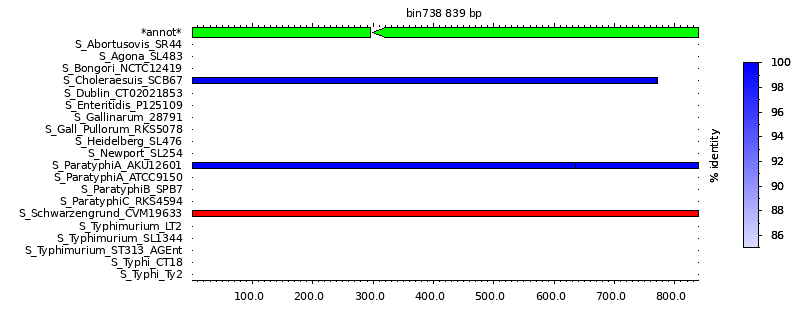 bin738 839 bp
*annot*
S_Abortusovis_SR44
S_Agona_SL483
S_Bongori_NCTC12419
S_Choleraesuis_SCB67
S_Dublin_CT02021853
S_Enteritidis_P125109
S_Gallinarum_28791
S_Gall_Pullorum_RKS5078
S_Heidelberg_SL476
S_Newport_SL254
S_ParatyphiA_AKU12601
S_ParatyphiA_ATCC9150
S_ParatyphiB_SPB7
S_ParatyphiC_RKS4594
S_Schwarzengrund_CVM19633
S_Typhimurium_LT2
S_Typhimurium_SL1344
S_Typhimurium_ST313_AGEnt
S_Typhi_CT18
S_Typhi_Ty2
100.0 200.0 300.0 400.0 500.0 600.0 700.0 800.0
% identity
100
98
96
94
92
90
88
86